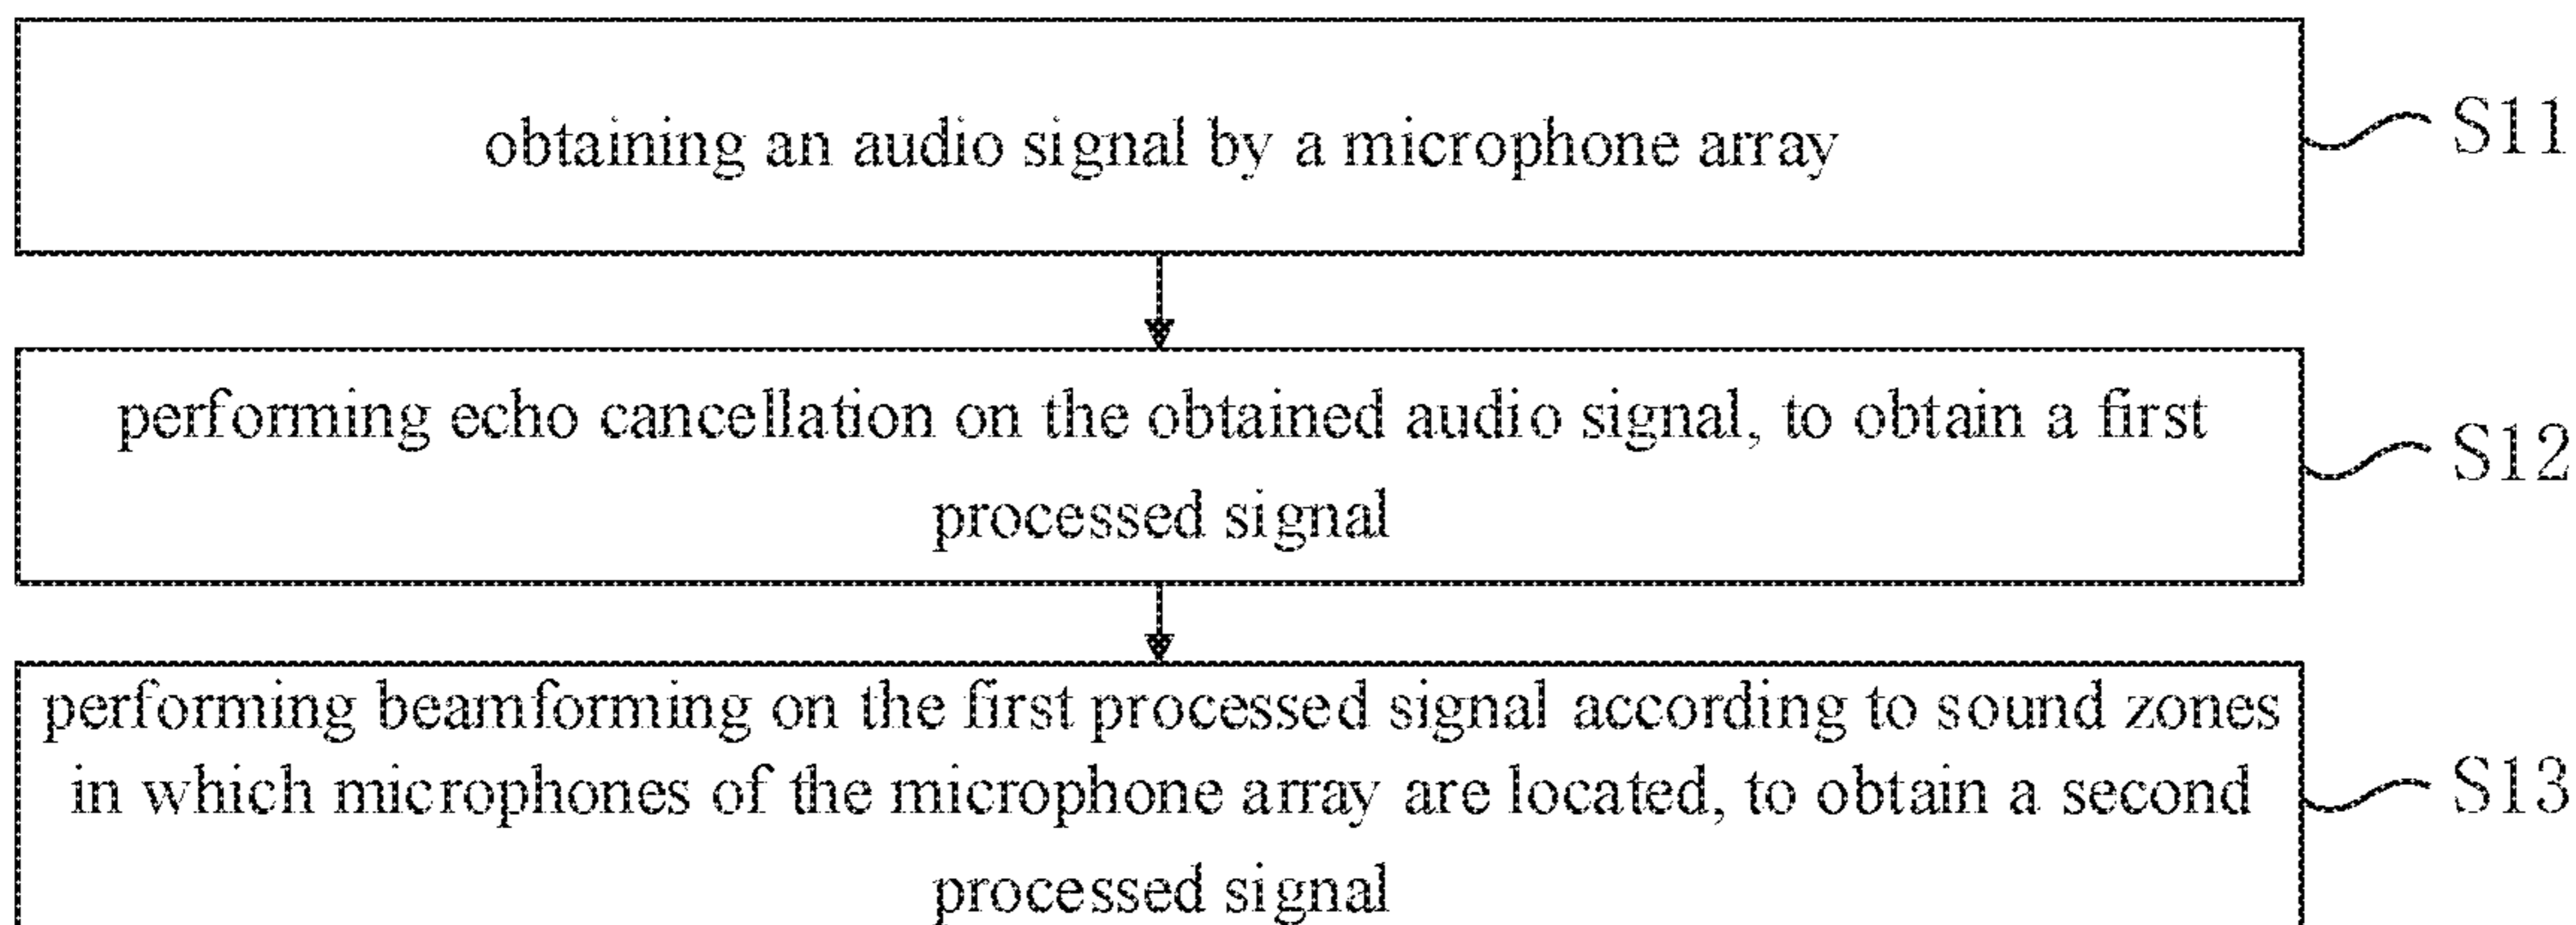 obtaining an audio signal by a microphone array
S11
performing echo cancellation on the obtained audio signal, to obtain a first
processed signal
S12
performing beamforming on the first processed signal according to sound zones
in which microphones of the microphone array are located, to obtain a second
processed signal
S13